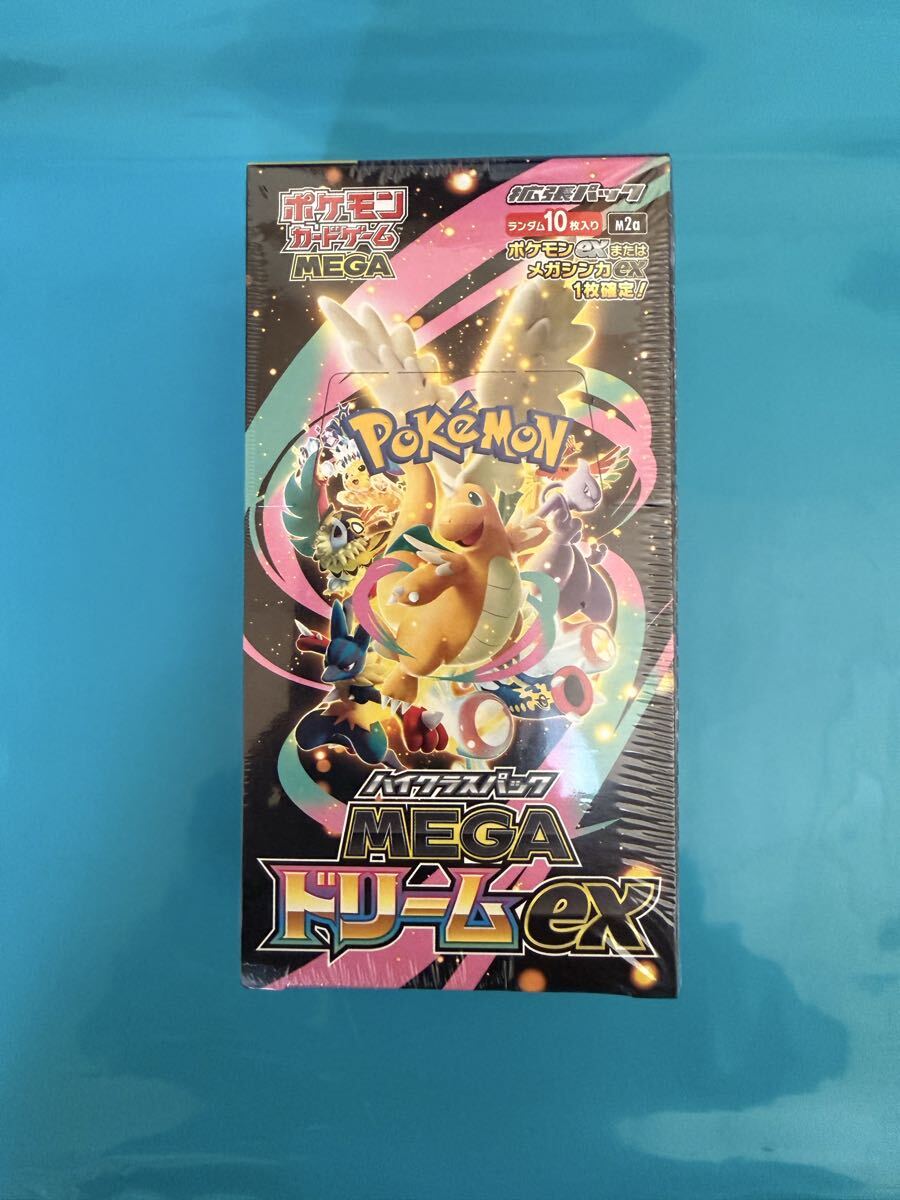 ポケモン
カードゲーム
MEGA
拡張パック
ランダム10枚入り M2a
ポケモンexまたは
メガシンカex
1枚確定!
POKéMON
ハイクラスパック
MEGA
ドリームex